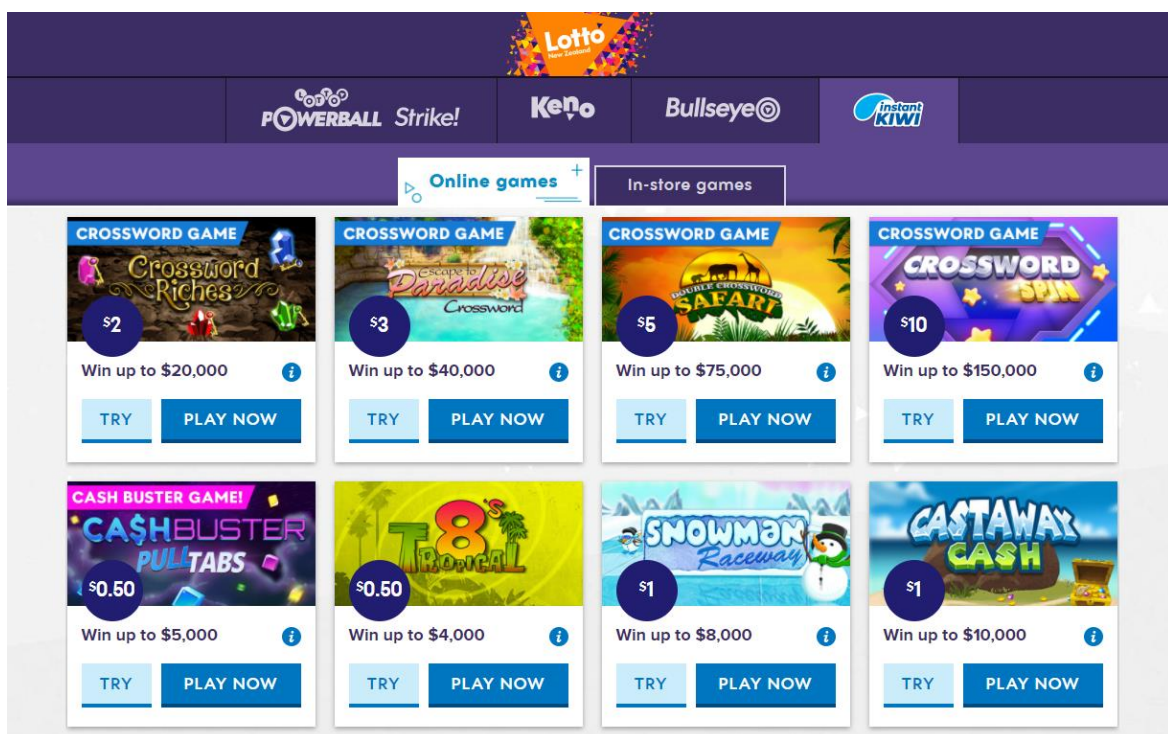 Lotto
New Zealand
LOTTO
POWERBALL Strike!
Keno
Bullseye
instant
KIWI
Online games
In-store games
CROSSWORD GAME
Crossword
Riches
$2
Win up to $20,000
i
TRY
PLAY NOW
CROSSWORD GAME
Escape to
Paradise
Crossword
$3
Win up to $40,000
i
TRY
PLAY NOW
CROSSWORD GAME
DOUBLE CROSSWORD
SAFARI
$5
Win up to $75,000
i
TRY
PLAY NOW
CROSSWORD GAME
CROSSWORD
SPIN
$10
Win up to $150,000
i
TRY
PLAY NOW
CASH BUSTER GAME!
CA$HBUSTER
PULLTABS
$0.50
Win up to $5,000
i
TRY
PLAY NOW
8's
TROPICAL
$0.50
Win up to $4,000
i
TRY
PLAY NOW
SNOWMAN
Raceway
$1
Win up to $8,000
i
TRY
PLAY NOW
CASTAWAY
CASH
$1
Win up to $10,000
i
TRY
PLAY NOW